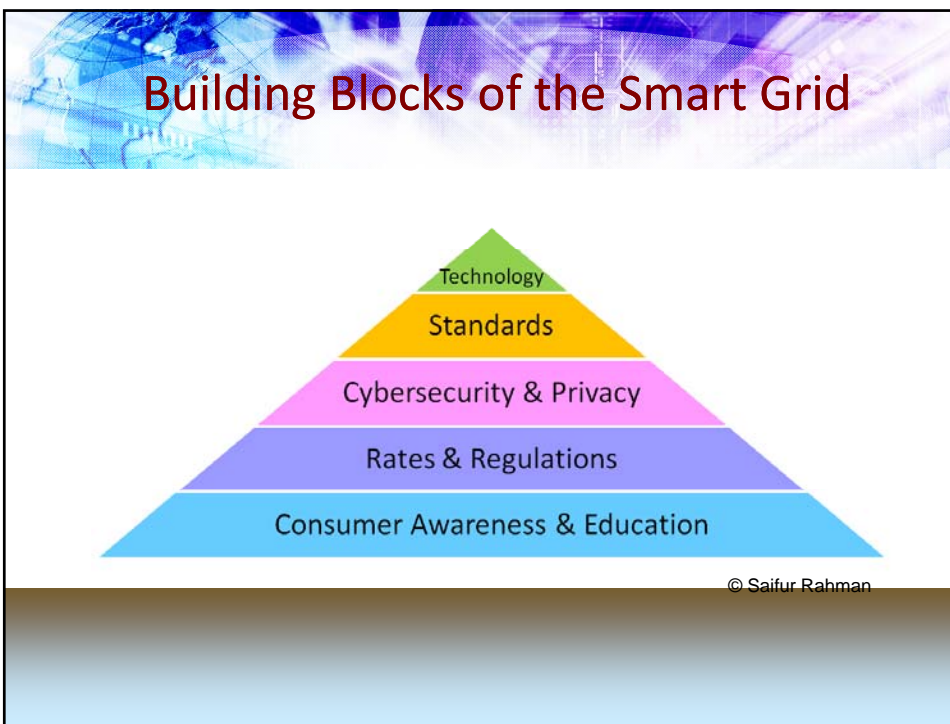 Building Blocks of the Smart Grid
Technology
Standards
Cybersecurity & Privacy
Rates & Regulations
Consumer Awareness & Education
© Saifur Rahman